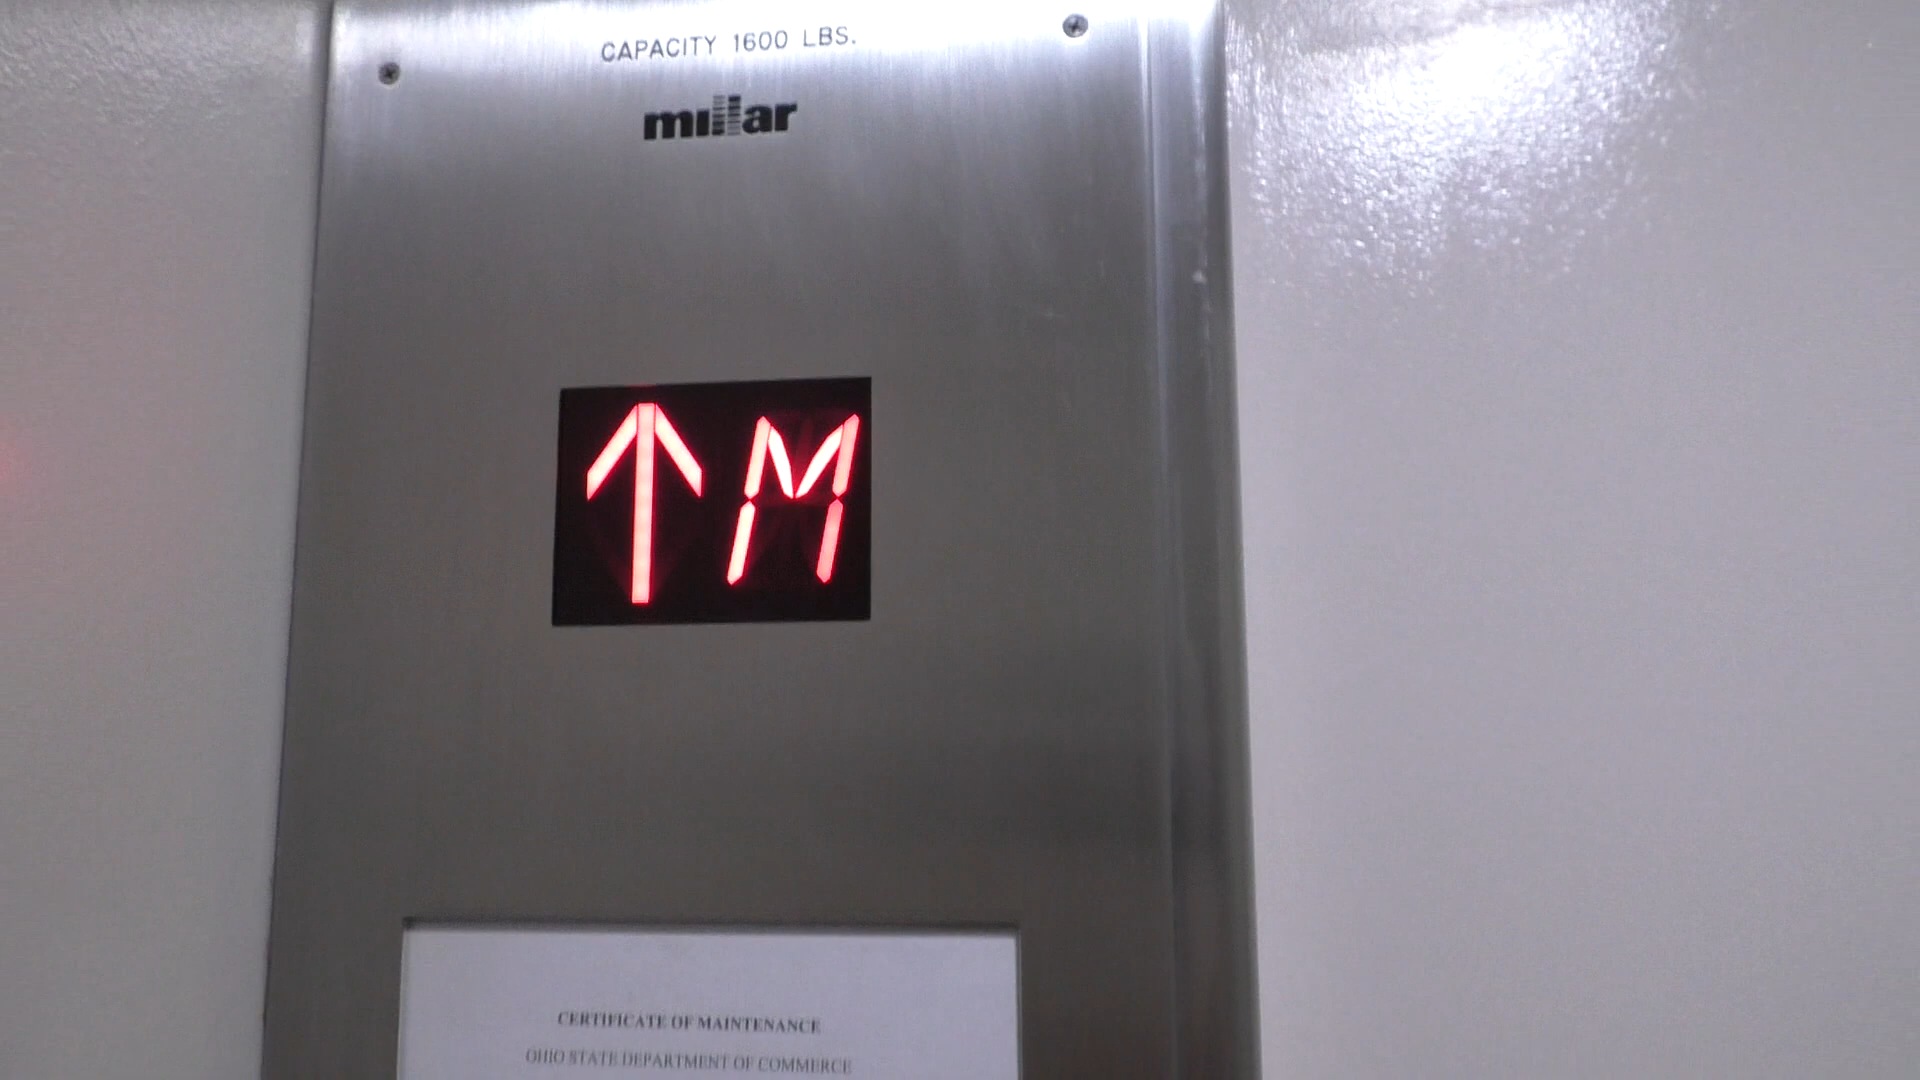 CAPACITY 1600 LBS.
millar
↑ M
CERTIFICATE OF MAINTENANCE
OHIO STATE DEPARTMENT OF COMMERCE